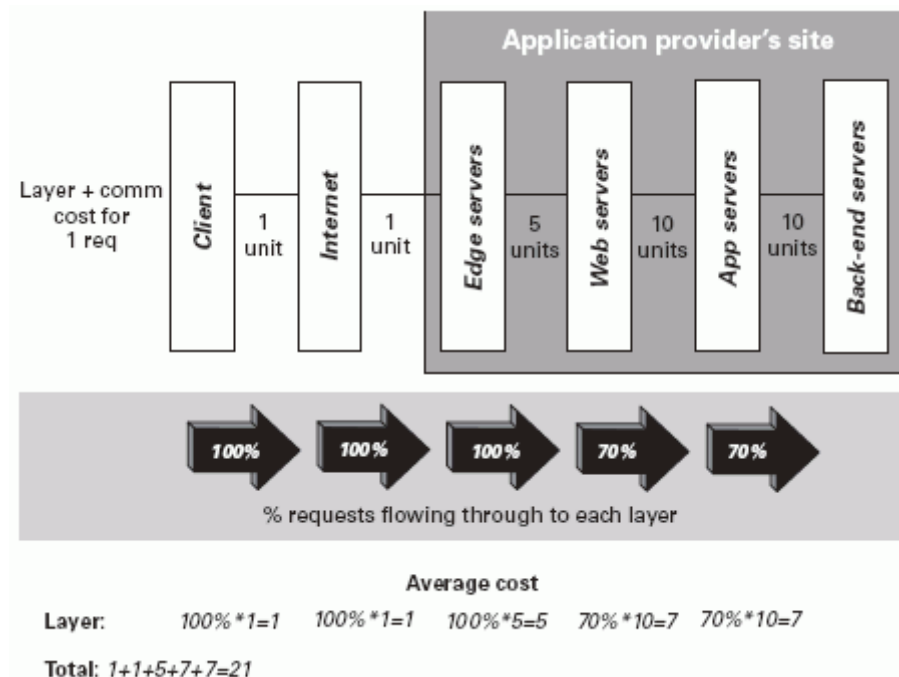 Application provider's site
Layer + comm
cost for
1 req
Client
1
unit
Internet
1
unit
Edge servers
5
units
Web servers
10
units
App servers
10
units
Back-end servers
100%
100%
100%
70%
70%
% requests flowing through to each layer
Average cost
Layer: 100%*1=1 100%*1=1 100%*5=5 70%*10=7 70%*10=7
Total: 1+1+5+7+7=21